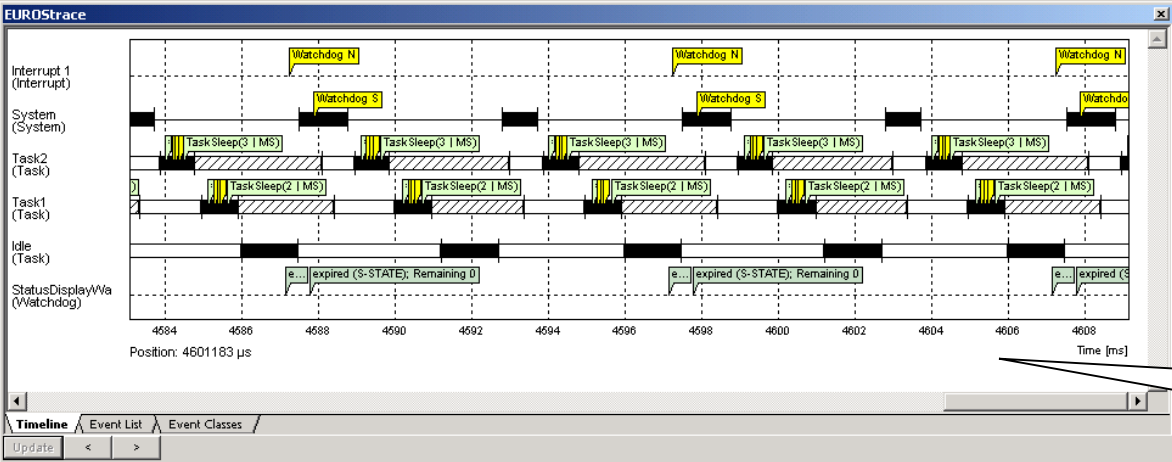 EUROStrace
Watchdog N
Watchdog N
Watchdog N
Interrupt 1
(Interrupt)
Watchdog S
Watchdog S
Watchdo
System
(System)
TaskSleep(3 | MS)
TaskSleep(3 | MS)
TaskSleep(3 | MS)
TaskSleep(3 | MS)
TaskSleep(3 | MS)
Task2
(Task)
TaskSleep(2 | MS)
TaskSleep(2 | MS)
TaskSleep(2 | MS)
TaskSleep(2 | MS)
TaskSleep(2 | MS)
Task1
(Task)
Idle
(Task)
e... expired (S-STATE); Remaining 0
e... expired (S-STATE); Remaining 0
e... expired (S
StatusDisplayWa
(Watchdog)
4584 4586 4588 4590 4592 4594 4596 4598 4600 4602 4604 4606 4608
Position: 4601183 µs
Time [ms]
Timeline Event List Event Classes
Update < >